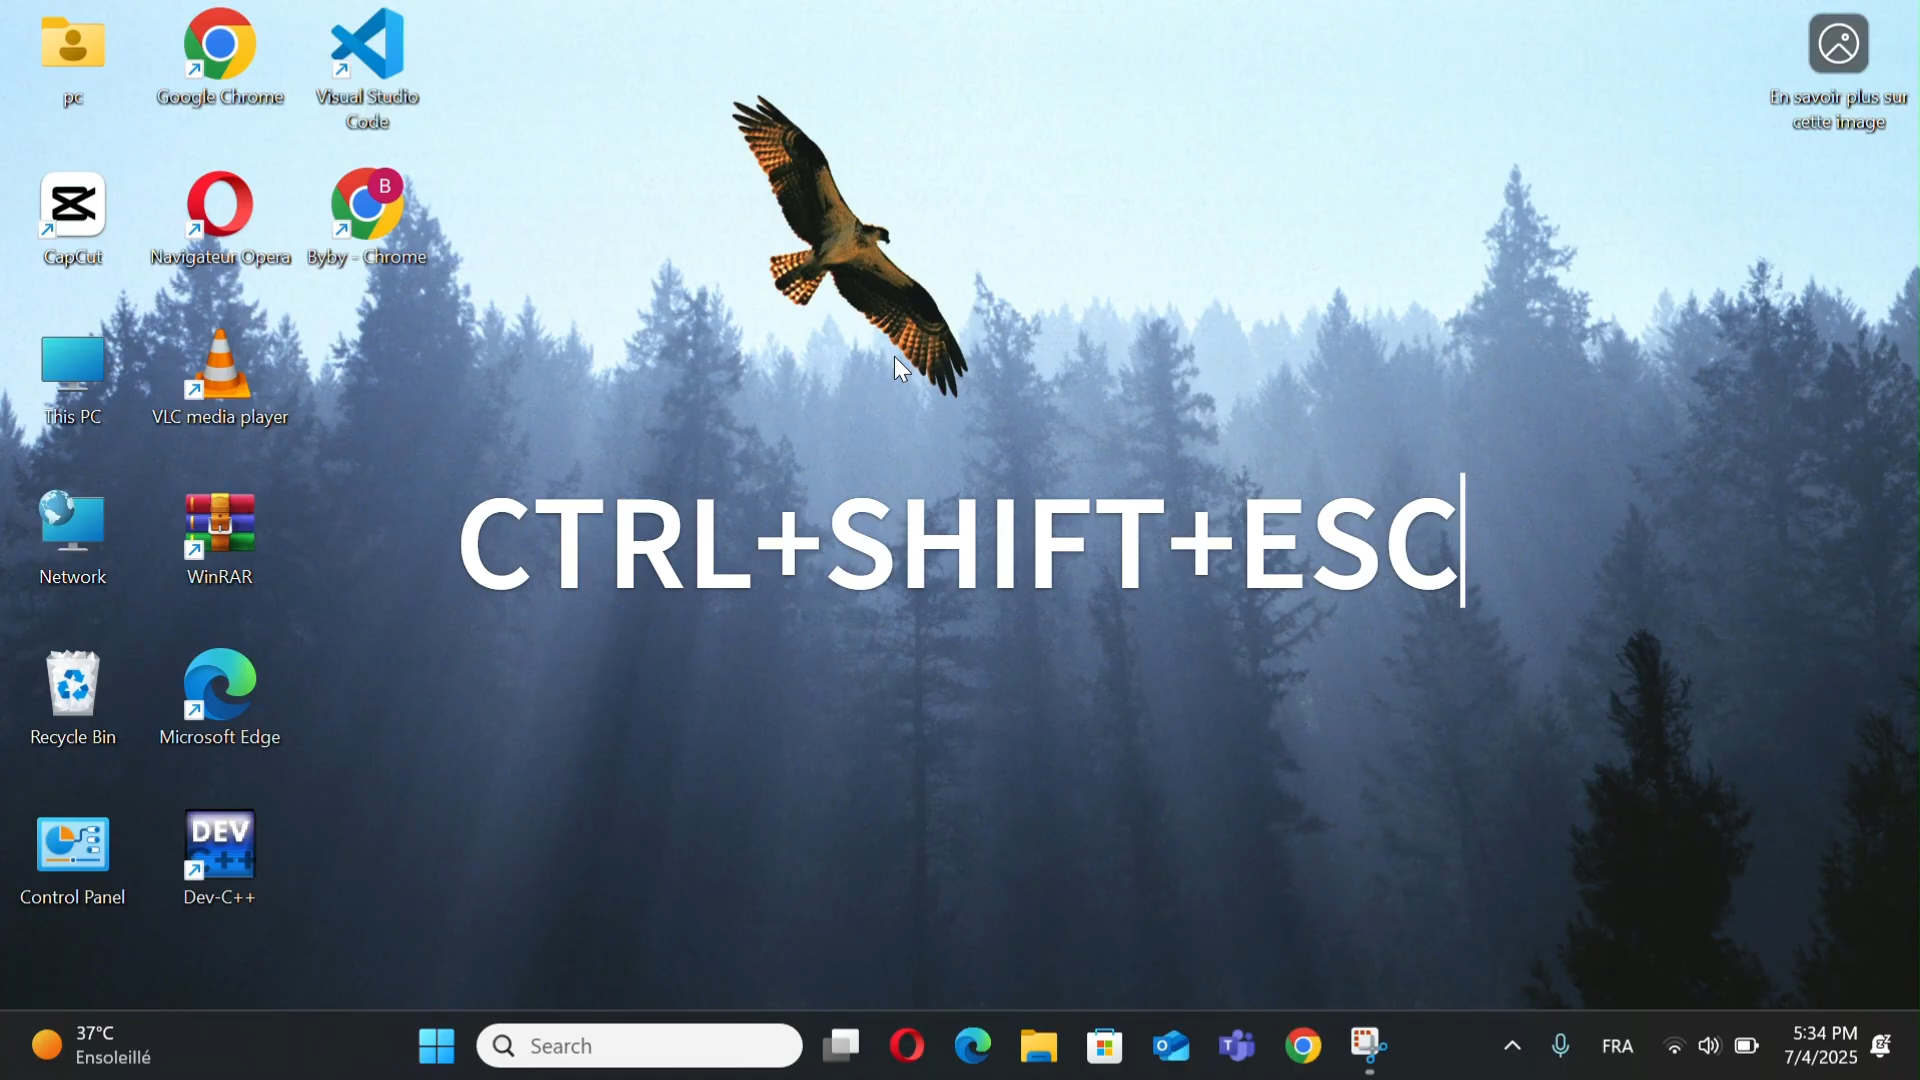 pc
Google Chrome
Visual Studio
Code
En savoir plus sur
cette image
CapCut
Navigateur Opera
B
Byby - Chrome
This PC
VLC media player
CTRL+SHIFT+ESC
Network
WinRAR
Recycle Bin
Microsoft Edge
DEV
C++
Control Panel
Dev-C++
37°C
Ensoleillé
Search
FRA
5:34 PM
7/4/2025